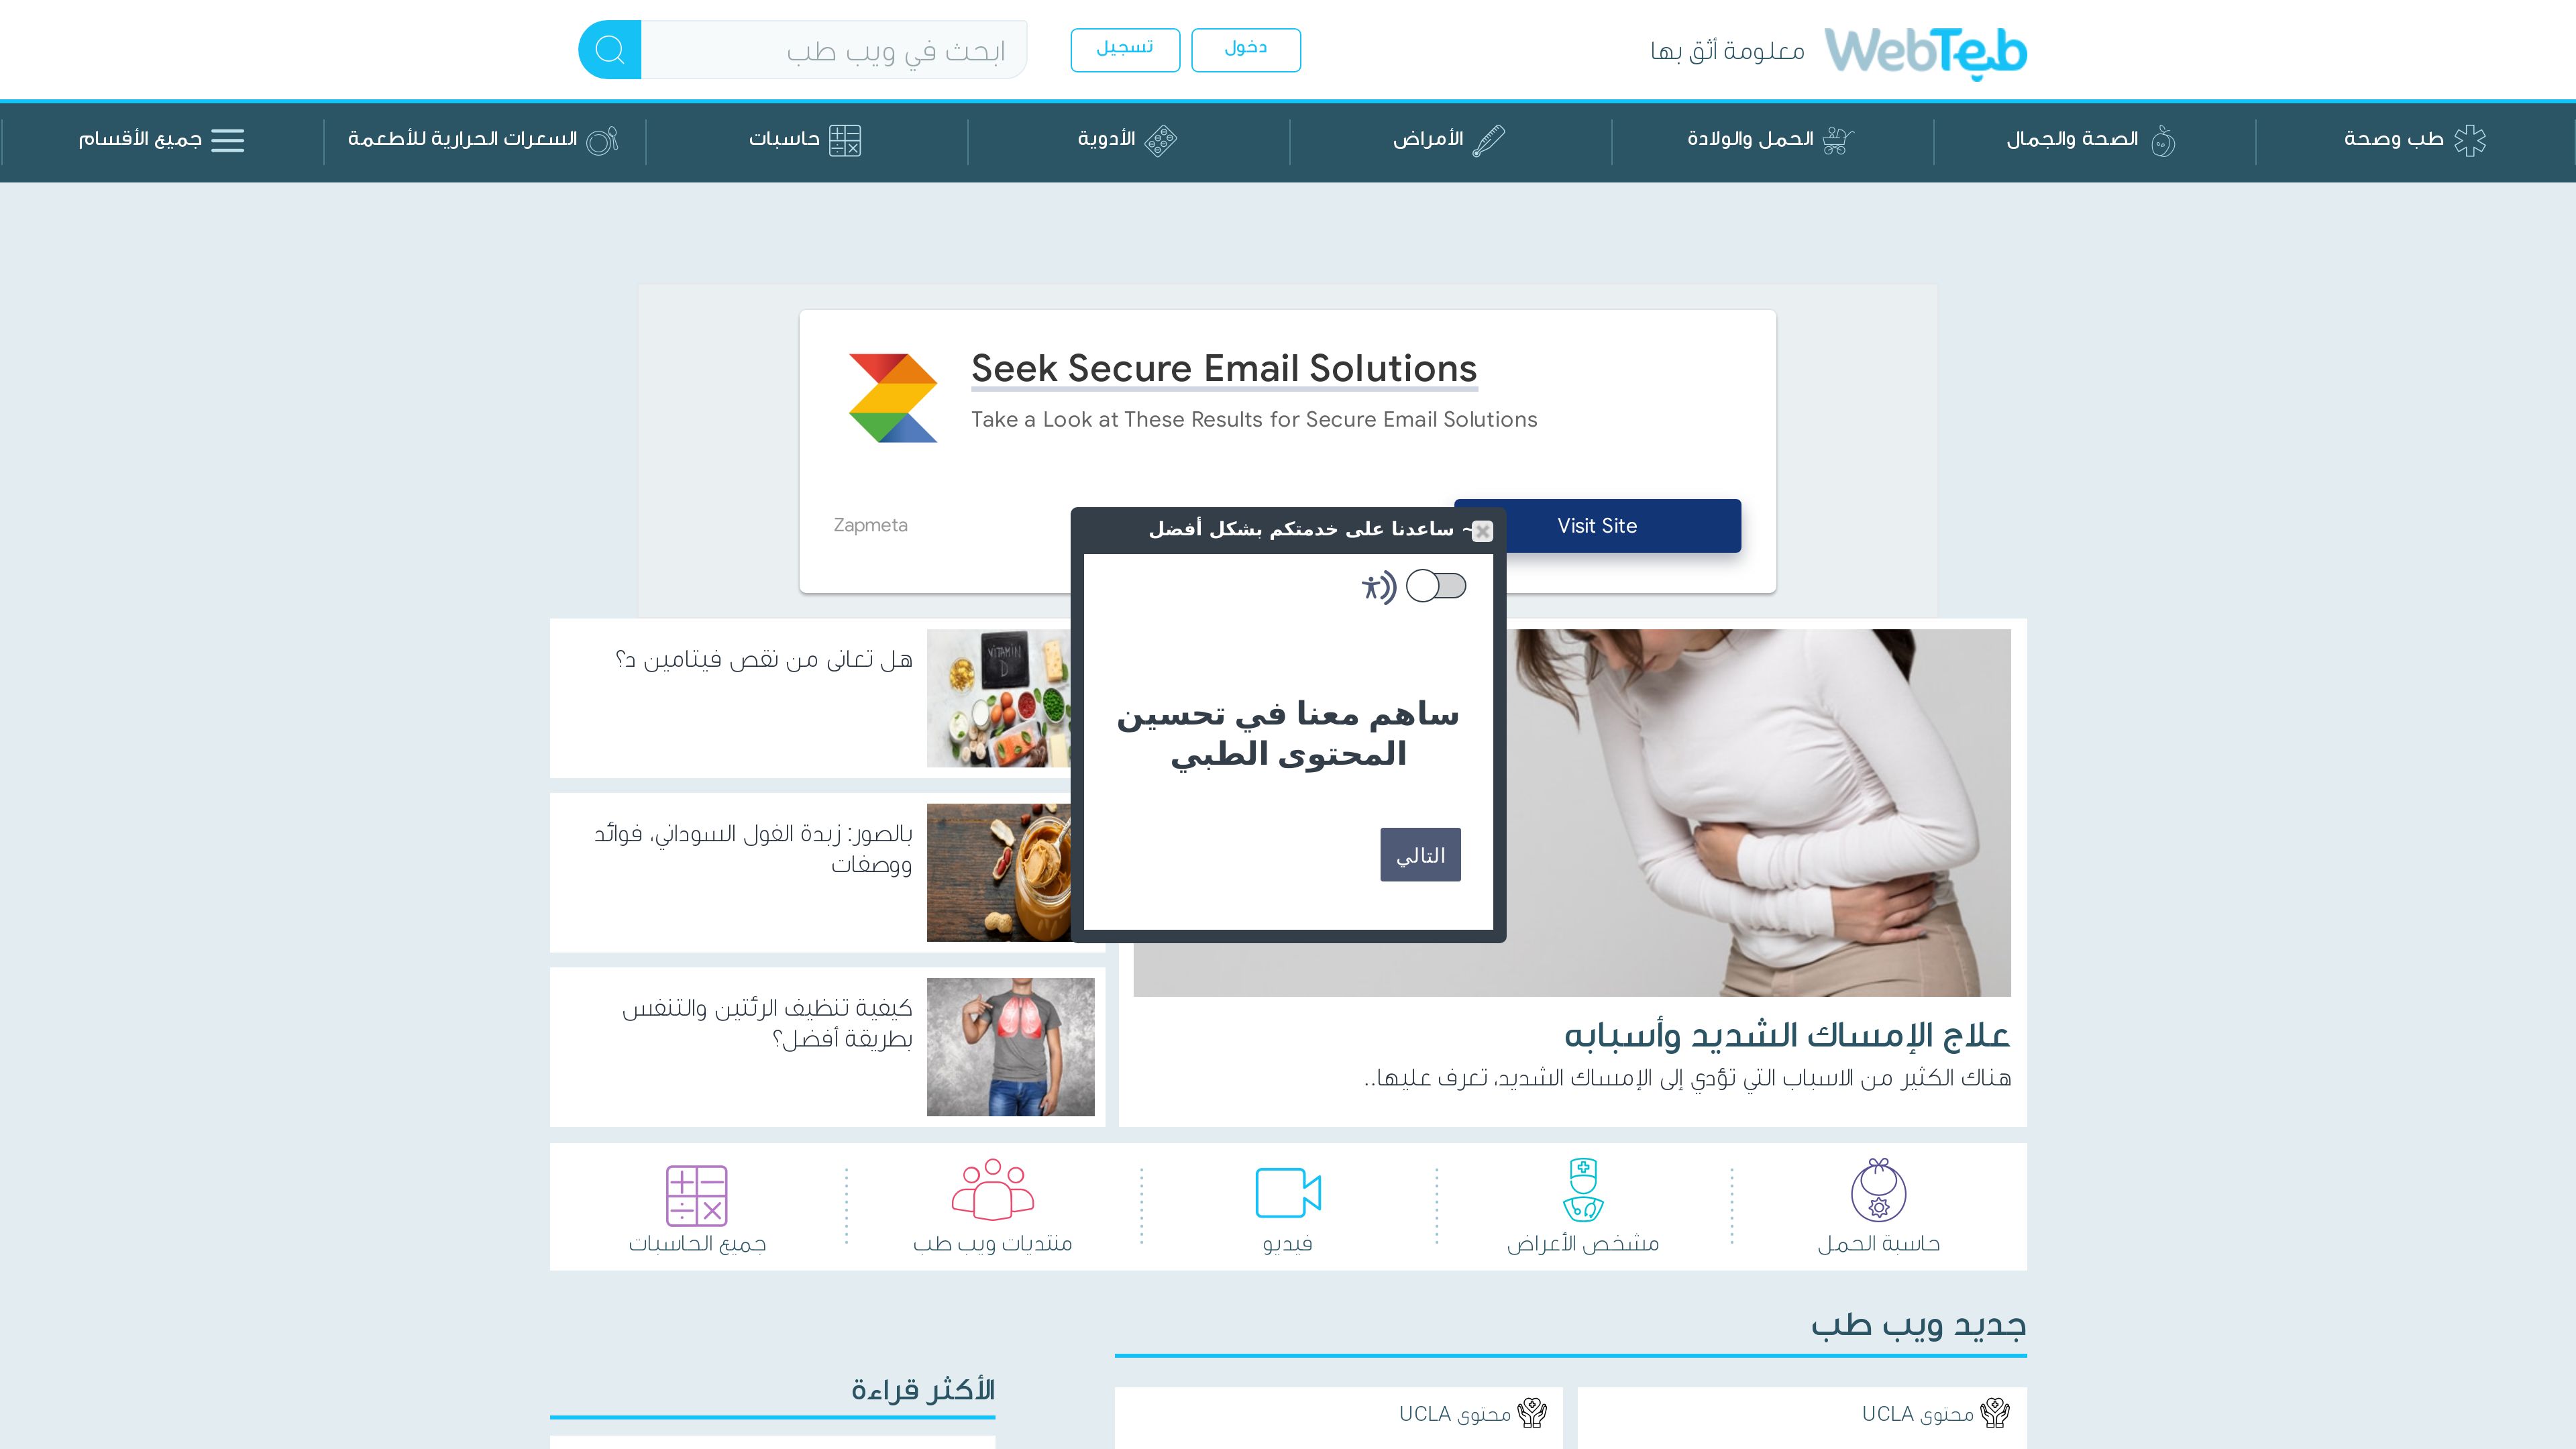 WebTeb
معلومة أثق بها
دخول
تسجيل
ابحث في ويب طب
طب وصحة
الصحة والجمال
الحمل والولادة
الأمراض
الأدوية
حاسبات
السعرات الحرارية للأطعمة
جميع الأقسام
Seek Secure Email Solutions
Take a Look at These Results for Secure Email Solutions
Zapmeta
Visit Site
~ ساعدنا على خدمتكم بشكل أفضل
ساهم معنا في تحسين
المحتوى الطبي
التالي
علاج الإمساك الشديد وأسبابه
هناك الكثير من الاسباب التي تؤدي إلى الإمساك الشديد، تعرف عليها..
VITAMIN
D
هل تعانى من نقص فيتامين د؟
بالصور: زبدة الفول السوداني، فوائد
ووصفات
كيفية تنظيف الرئتين والتنفس
بطريقة أفضل؟
حاسبة الحمل
مشخص الأعراض
فيديو
منتديات ويب طب
جميع الحاسبات
جديد ويب طب
محتوى UCLA
محتوى UCLA
الأكثر قراءة